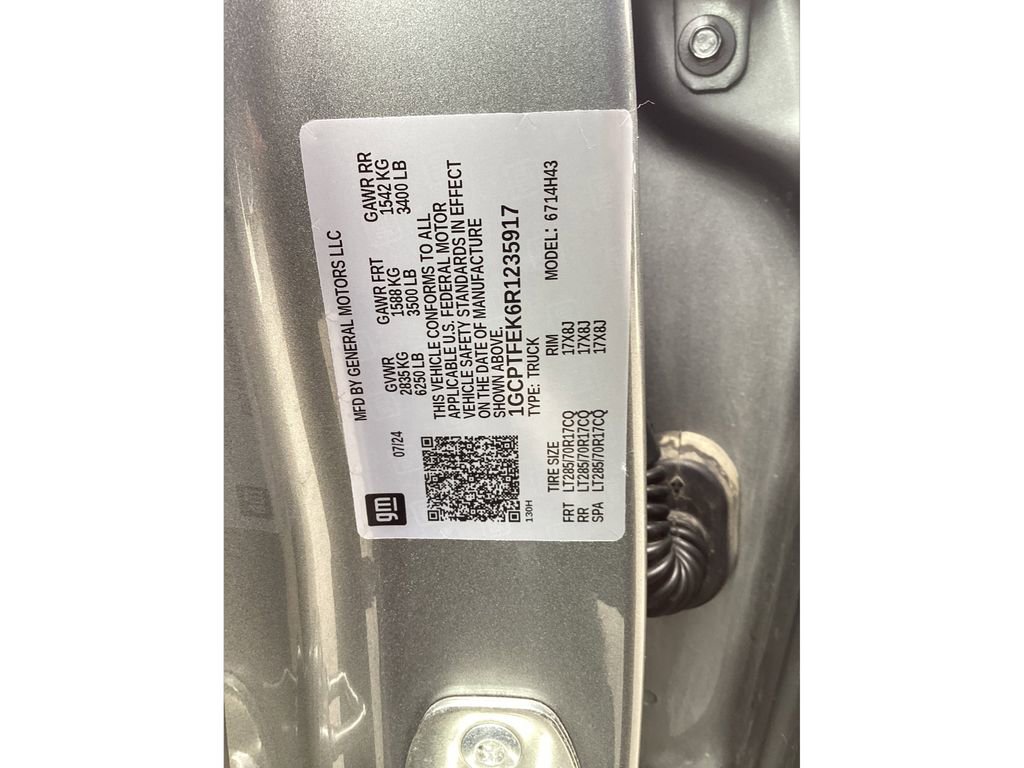 gm
07/24
MFD BY GENERAL MOTORS LLC
GVWR GAWR FRT GAWR RR
2835 KG 1588 KG 1542 KG
6250 LB 3500 LB 3400 LB
THIS VEHICLE CONFORMS TO ALL
APPLICABLE U.S. FEDERAL MOTOR
VEHICLE SAFETY STANDARDS IN EFFECT
ON THE DATE OF MANUFACTURE
SHOWN ABOVE.
1GCPTFEK6R1235917
130H
TYPE: TRUCK MODEL: 6714H43
TIRE SIZE RIM
FRT LT285/70R17CQ 17X8J
RR LT285/70R17CQ 17X8J
SPA LT285/70R17CQ 17X8J